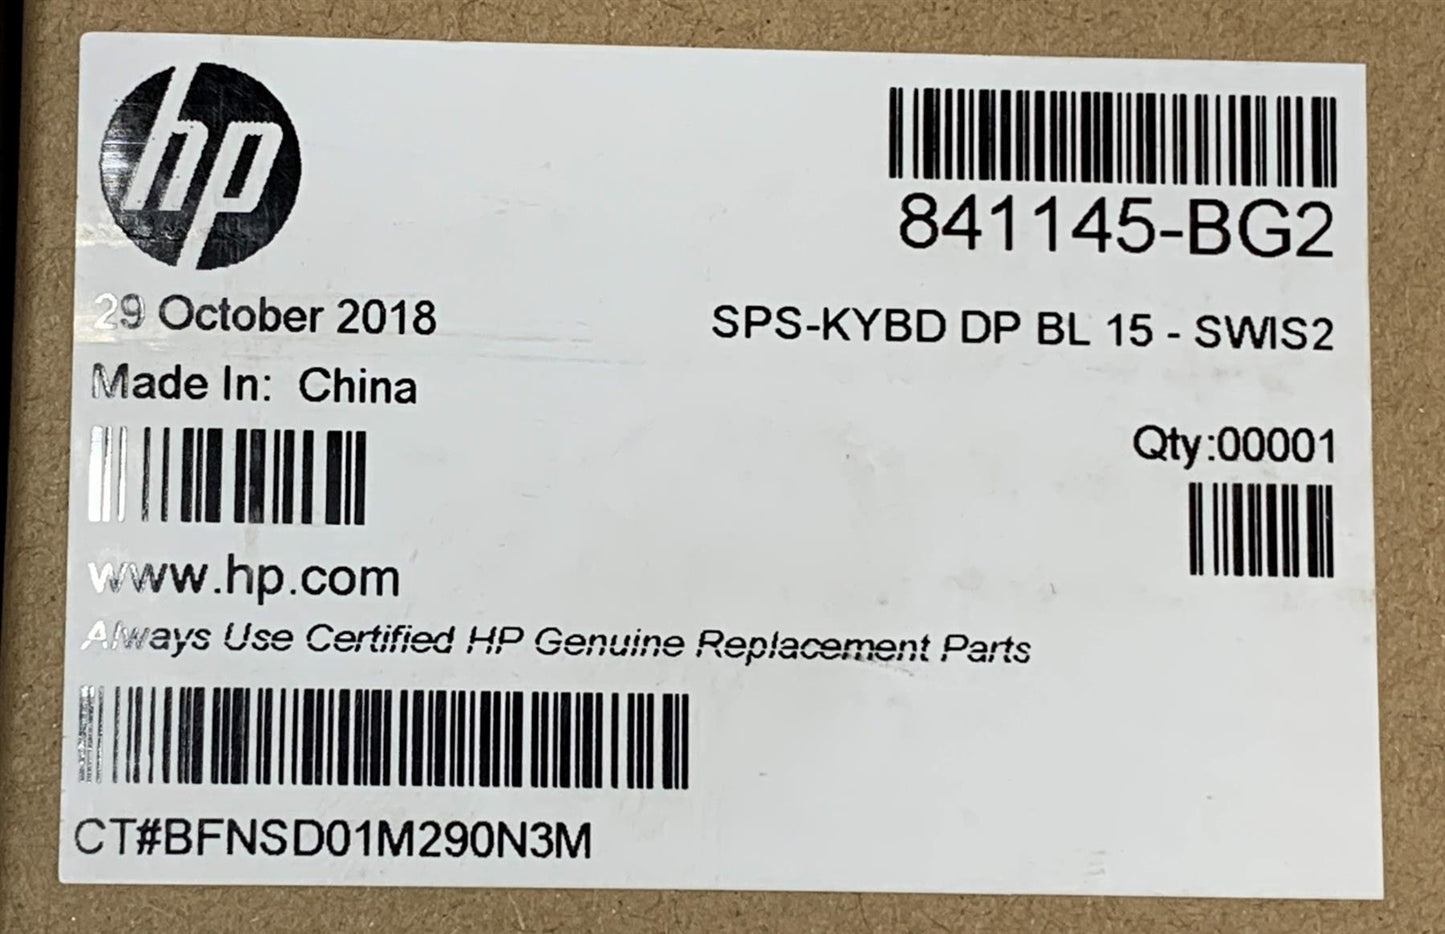 hp
841145-BG2
29 October 2018
SPS-KYBD DP BL 15 - SWIS2
Made In: China
Qty:00001
www.hp.com
Always Use Certified HP Genuine Replacement Parts
CT#BFNSD01M290N3M